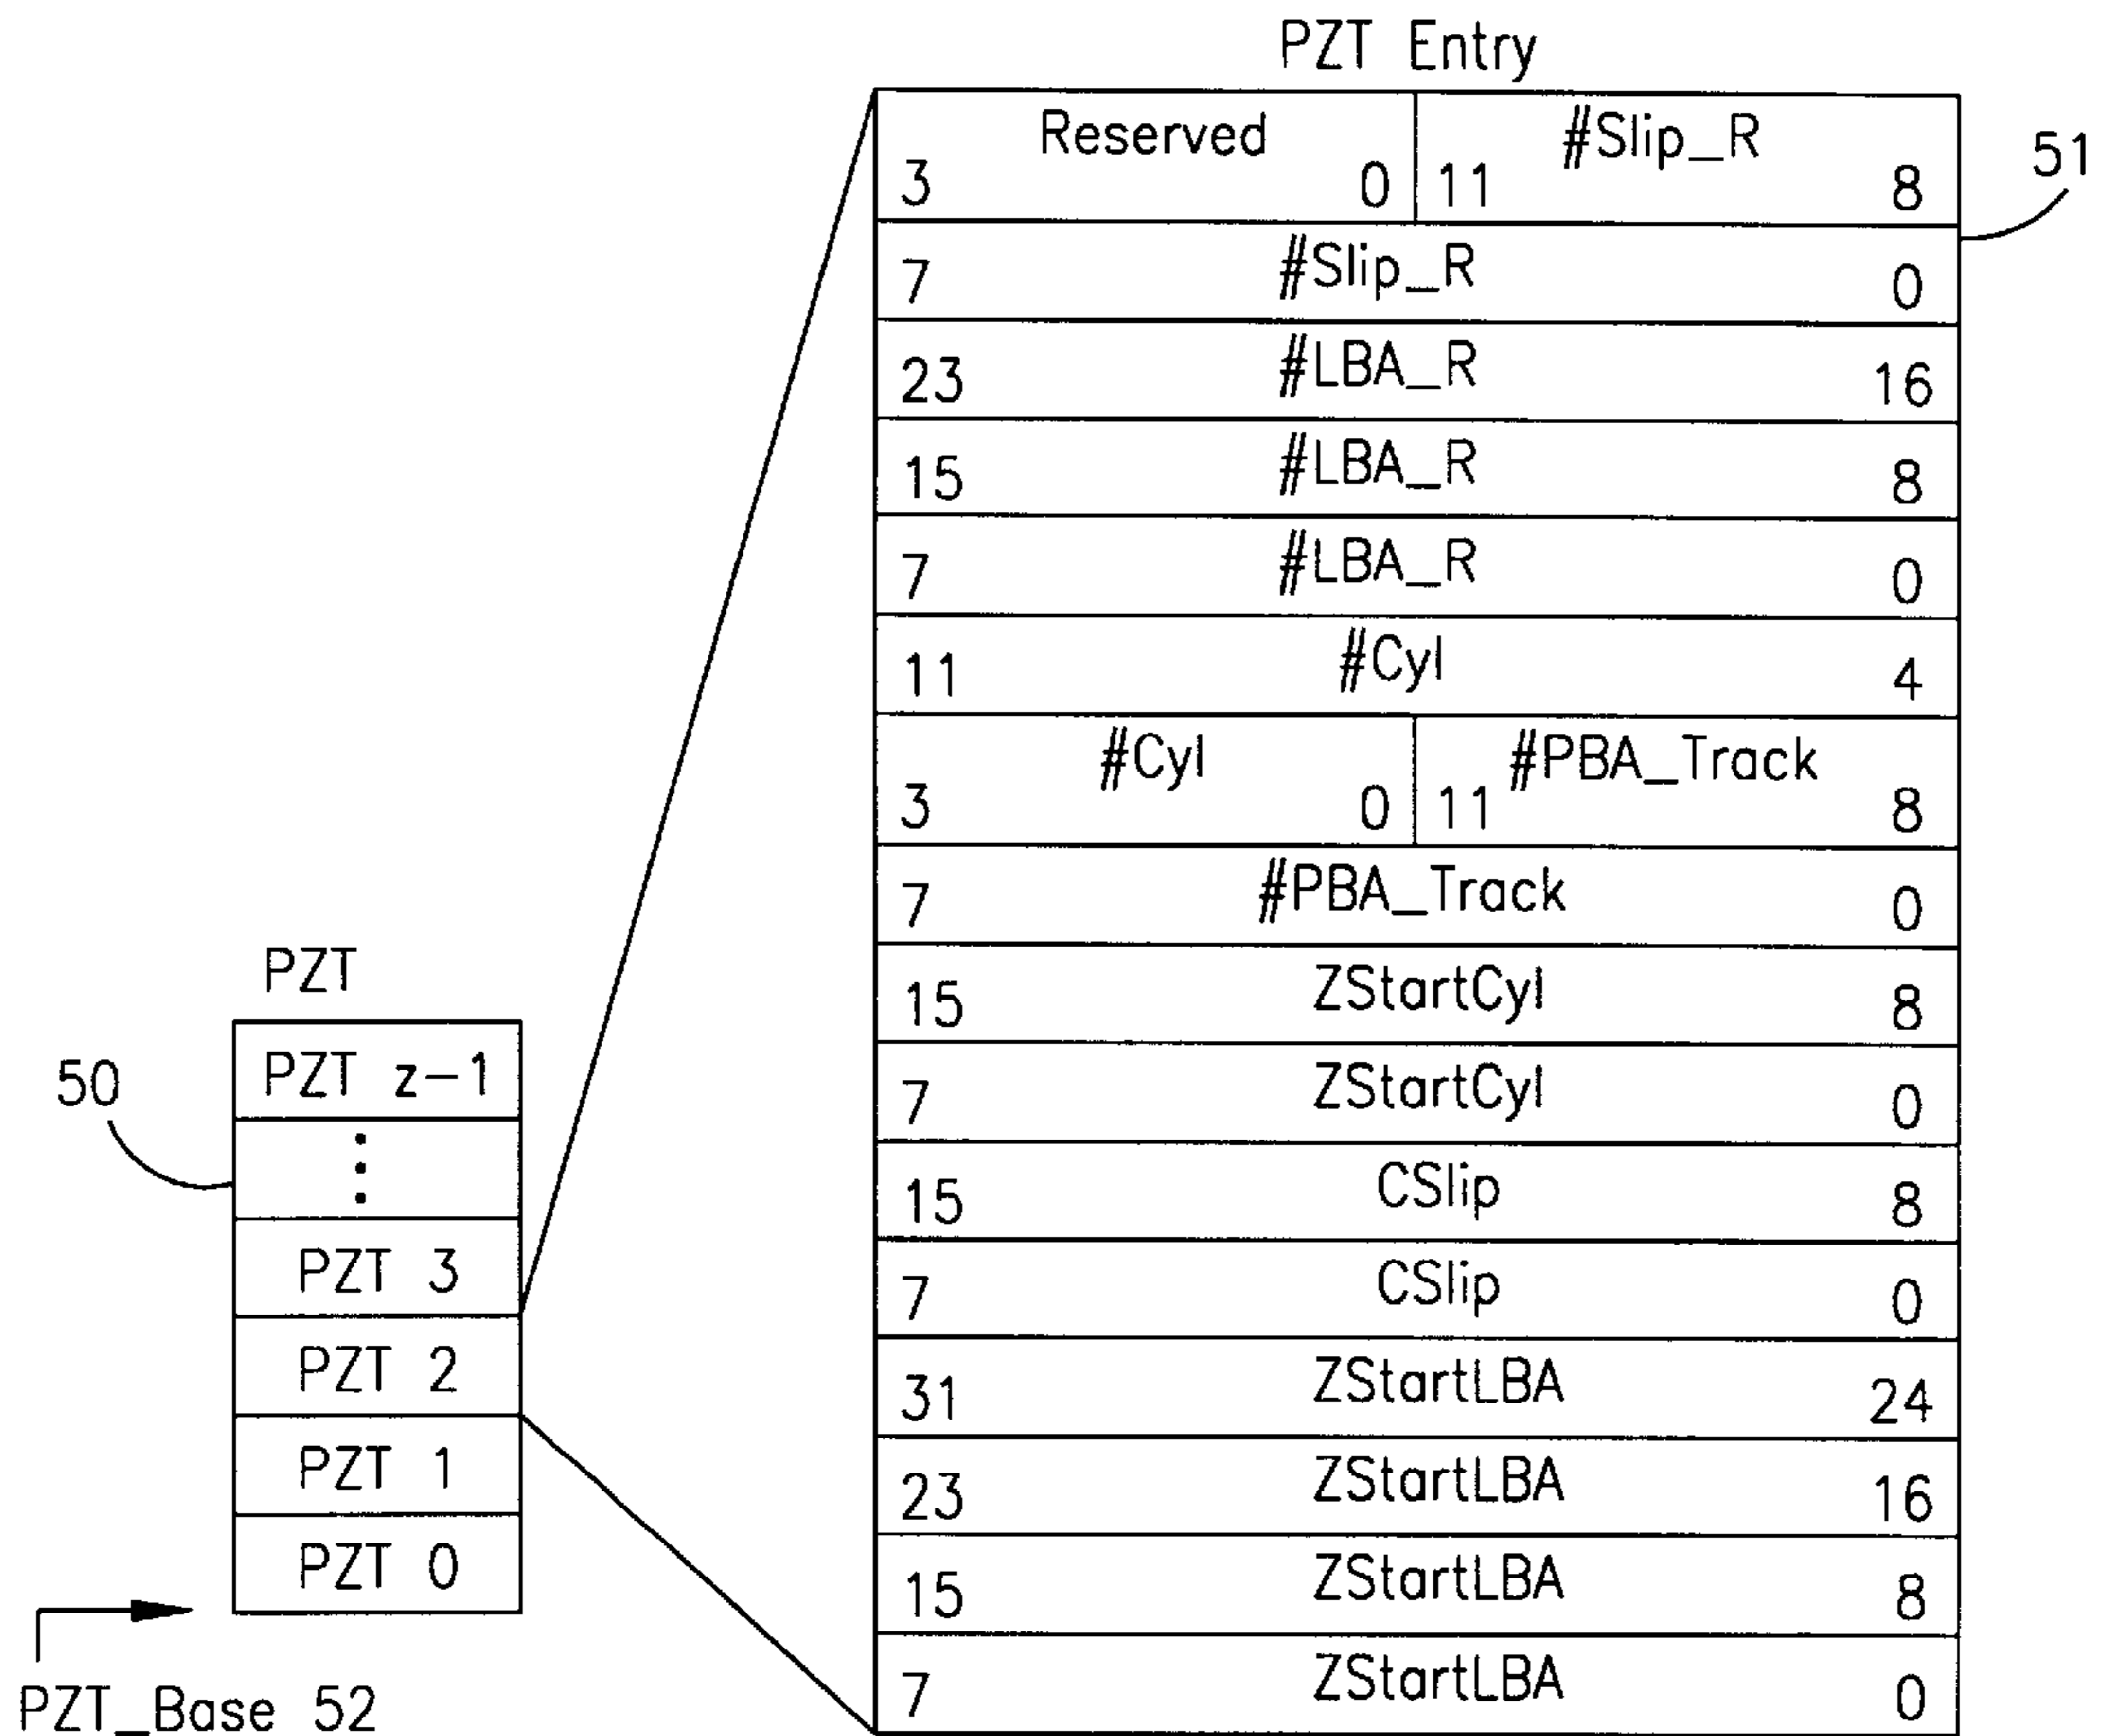 PZT Entry
Reserved #Slip_R
3 0 11 8
51
7 #Slip_R 0
23 #LBA_R 16
15 #LBA_R 8
7 #LBA_R 0
11 #Cyl 4
#Cyl #PBA_Track
3 0 11 8
7 #PBA_Track 0
15 ZStartCyl 8
7 ZStartCyl 0
15 CSlip 8
7 CSlip 0
31 ZStartLBA 24
23 ZStartLBA 16
15 ZStartLBA 8
7 ZStartLBA 0
PZT
50
PZT z-1
⋮
PZT 3
PZT 2
PZT 1
PZT 0
PZT_Base 52